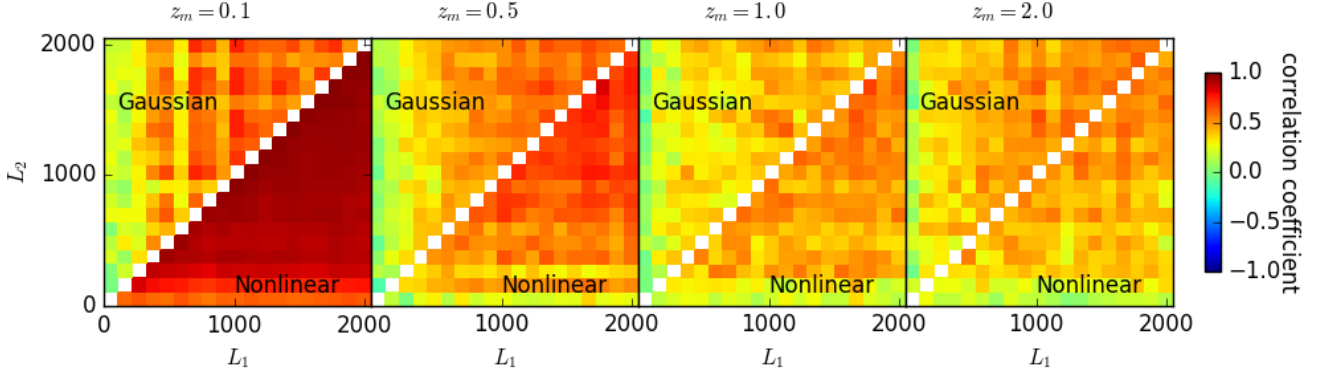 z_m = 0.1
z_m = 0.5
z_m = 1.0
z_m = 2.0
2000
1000
0
L_2
Gaussian
Nonlinear
Gaussian
Nonlinear
Gaussian
Nonlinear
Gaussian
Nonlinear
0 1000 2000 1000 2000 1000 2000 1000 2000
L_1 L_1 L_1 L_1
1.0
0.5
0.0
−0.5
−1.0
correlation coefficient